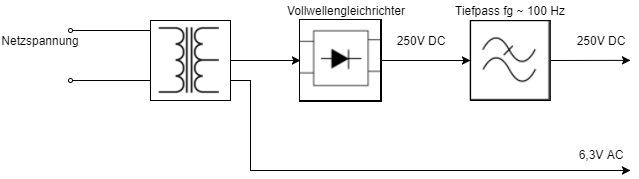 Vollwellengleichrichter
Tiefpass fg ~ 100 Hz
Netzspannung
250V DC
250V DC
6,3V AC